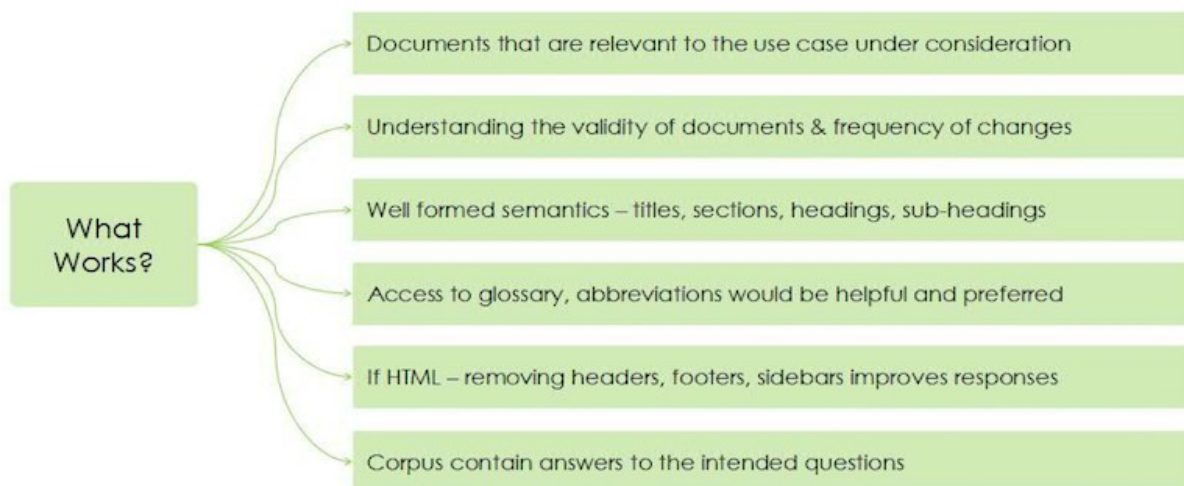 What
Works?
Documents that are relevant to the use case under consideration
Understanding the validity of documents & frequency of changes
Well formed semantics – titles, sections, headings, sub-headings
Access to glossary, abbreviations would be helpful and preferred
If HTML – removing headers, footers, sidebars improves responses
Corpus contain answers to the intended questions